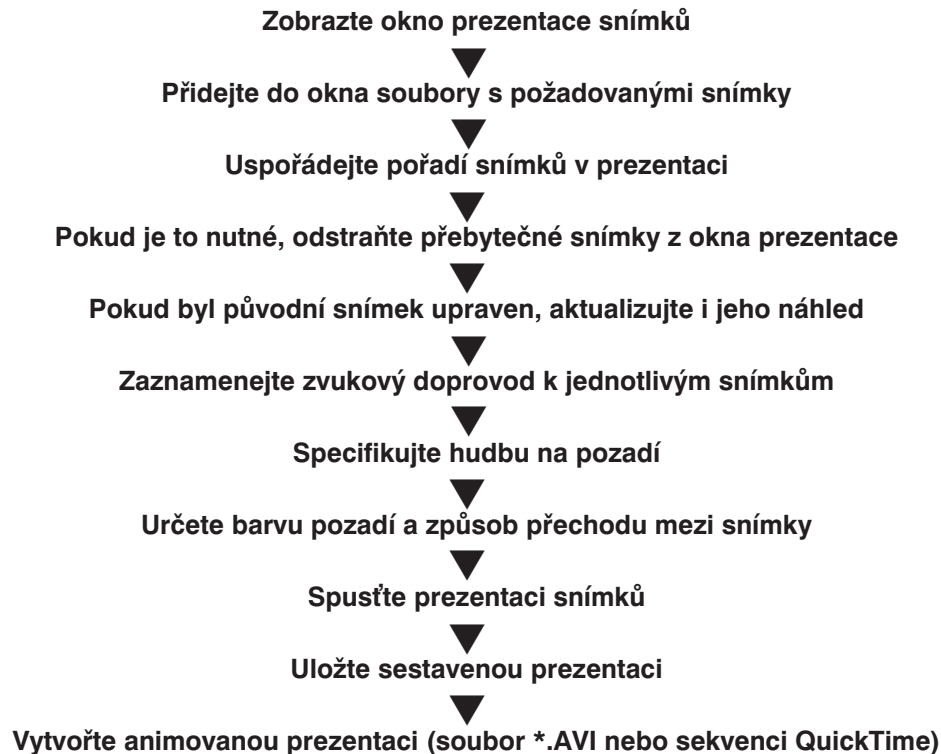 Zobrazte okno prezentace snímků
Přidejte do okna soubory s požadovanými snímky
Uspořádejte pořadí snímků v prezentaci
Pokud je to nutné, odstraňte přebytečné snímky z okna prezentace
Pokud byl původní snímek upraven, aktualizujte i jeho náhled
Zaznamenejte zvukový doprovod k jednotlivým snímkům
Specifikujte hudbu na pozadí
Určete barvu pozadí a způsob přechodu mezi snímky
Spusťte prezentaci snímků
Uložte sestavenou prezentaci
Vytvořte animovanou prezentaci (soubor *.AVI nebo sekvenci QuickTime)